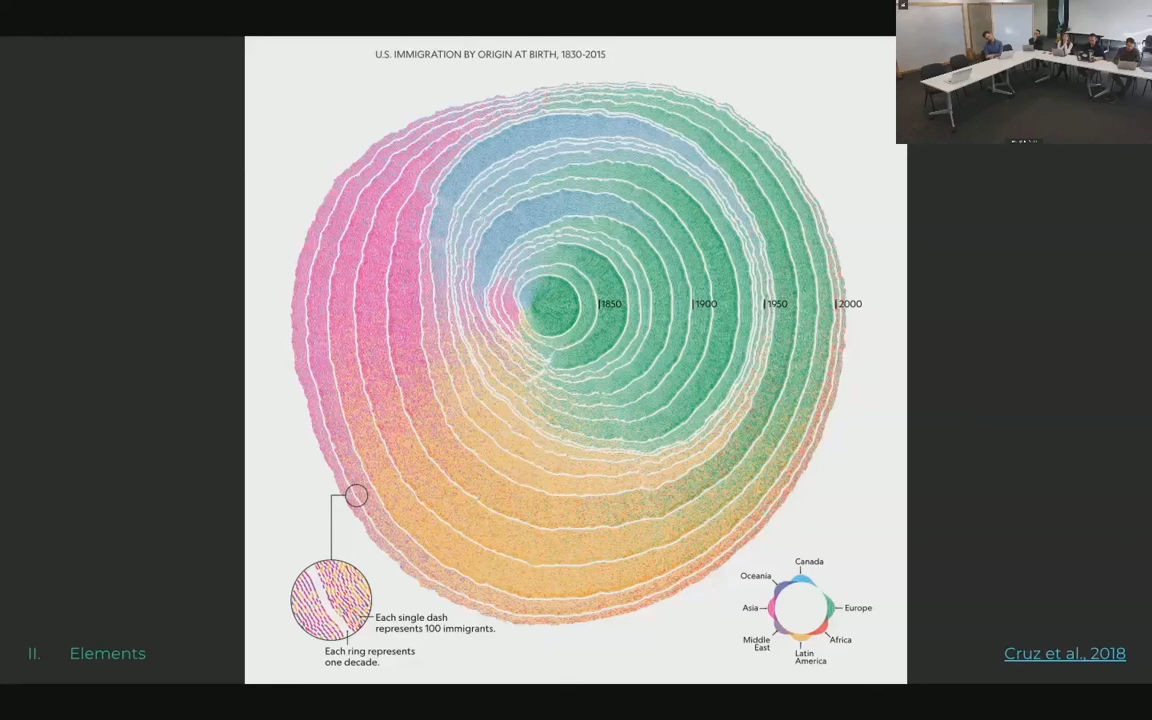 U.S. IMMIGRATION BY ORIGIN AT BIRTH, 1830-2015
1850
1900
1950
2000
Each single dash
represents 100 immigrants.
Each ring represents
one decade.
Canada
Oceania
Asia
Europe
Middle
East
Africa
Latin
America
II. Elements
Cruz et al., 2018